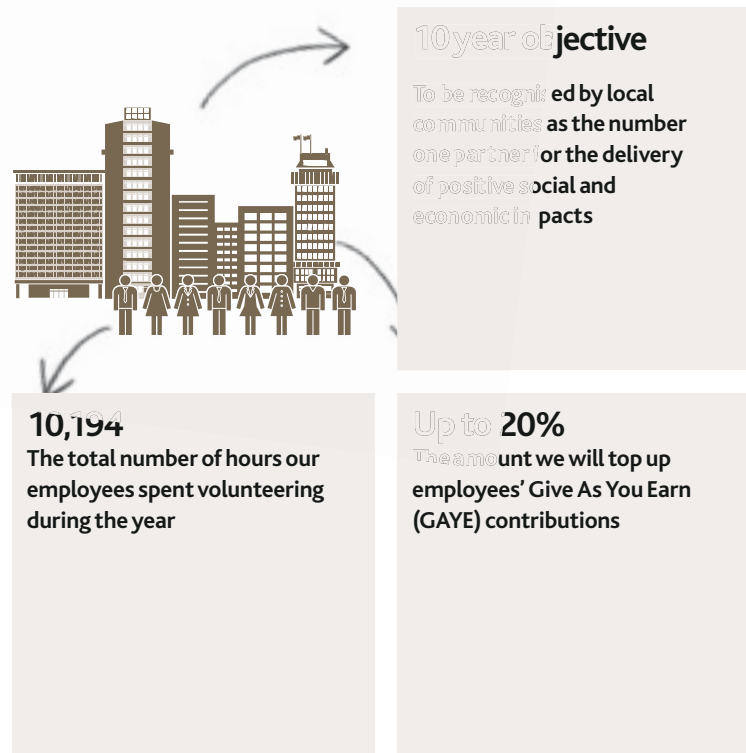 10 year objective
To be recognised by local
communities as the number
one partner for the delivery
of positive social and
economic impacts
10,194
The total number of hours our
employees spent volunteering
during the year
Up to 20%
The amount we will top up
employees’ Give As You Earn
(GAYE) contributions